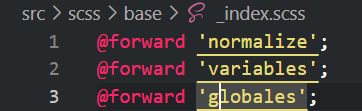 src > scss > base > _index.scss
1 @forward 'normalize';
2 @forward 'variables';
3 @forward 'globales';